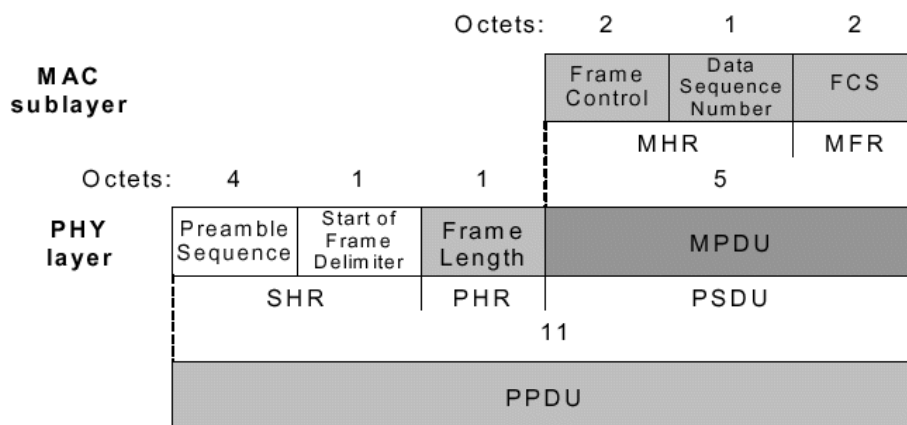 Octets: 2 1 2
MAC sublayer
Frame Control
Data Sequence Number
FCS
MHR MFR
Octets: 4 1 1 5
PHY layer
Preamble Sequence
Start of Frame Delimiter
Frame Length
MPDU
SHR PHR PSDU
11
PPDU